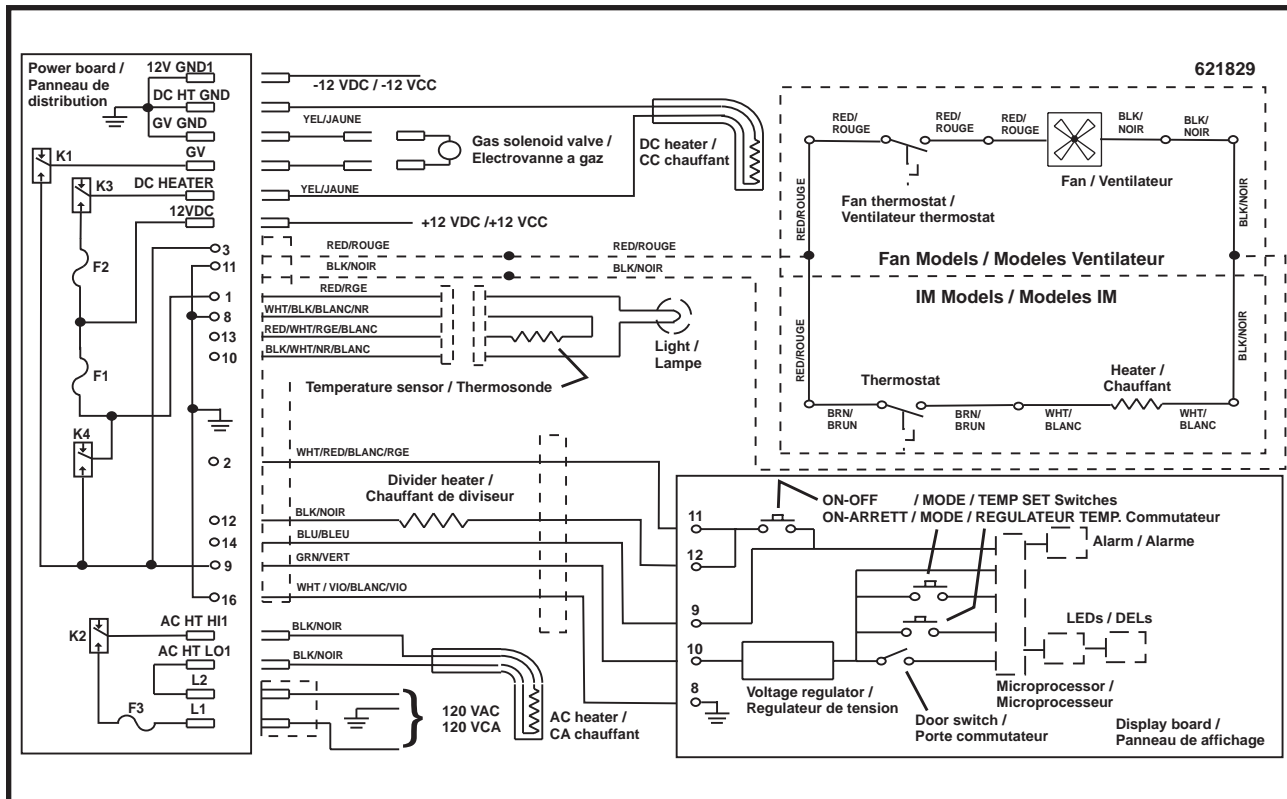 621829
Power board /
Panneau de
distribution
12V GND1
DC HT GND
GV GND
GV
K1
K3
DC HEATER
12VDC
F2
3
11
1
8
13
10
F1
K4
2
12
14
9
16
K2
AC HT HI1
AC HT LO1
L2
F3
L1
-12 VDC / -12 VCC
YEL/JAUNE
Gas solenoid valve /
Electrovanne a gaz
DC heater /
CC chauffant
YEL/JAUNE
+12 VDC /+12 VCC
RED/ROUGE
RED/ROUGE
BLK/NOIR
BLK/NOIR
RED/RGE
WHT/BLK/BLANC/NR
RED/WHT/RGE/BLANC
BLK/WHT/NR/BLANC
Light /
Lampe
Temperature sensor / Thermosonde
RED/
ROUGE
RED/
ROUGE
RED/
ROUGE
BLK/
NOIR
BLK/
NOIR
Fan thermostat /
Ventilateur thermostat
Fan / Ventilateur
RED/ROUGE
BLK/NOIR
Fan Models / Modeles Ventilateur
IM Models / Modeles IM
RED/ROUGE
BLK/NOIR
Thermostat
Heater /
Chauffant
BRN/
BRUN
BRN/
BRUN
WHT/
BLANC
WHT/
BLANC
WHT/RED/BLANC/RGE
Divider heater /
Chauffant de diviseur
BLK/NOIR
BLU/BLEU
GRN/VERT
WHT / VIO/BLANC/VIO
BLK/NOIR
BLK/NOIR
120 VAC
120 VCA
AC heater /
CA chauffant
11
12
9
10
8
ON-OFF / MODE / TEMP SET Switches
ON-ARRETT / MODE / REGULATEUR TEMP. Commutateur
Alarm / Alarme
LEDs / DELs
Voltage regulator /
Regulateur de tension
Microprocessor /
Microprocesseur
Door switch /
Porte commutateur
Display board /
Panneau de affichage